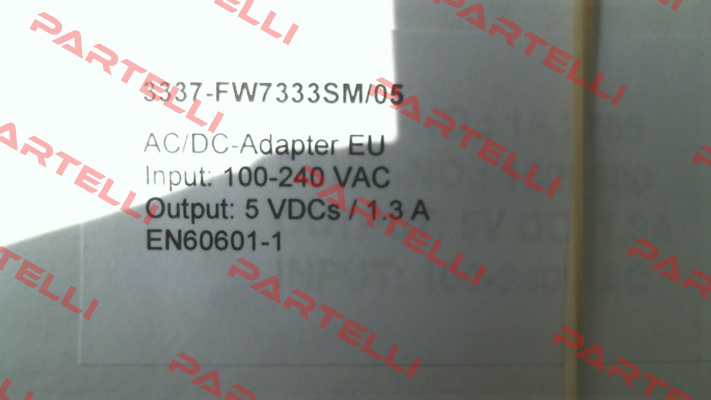 3337-FW7333SM/05
AC/DC-Adapter EU
Input: 100-240 VAC
Output: 5 VDCs / 1.3 A
EN60601-1
PARTELLI
PARTELLI
PARTELLI
PARTELLI
PARTELLI
PARTELLI
PARTELLI